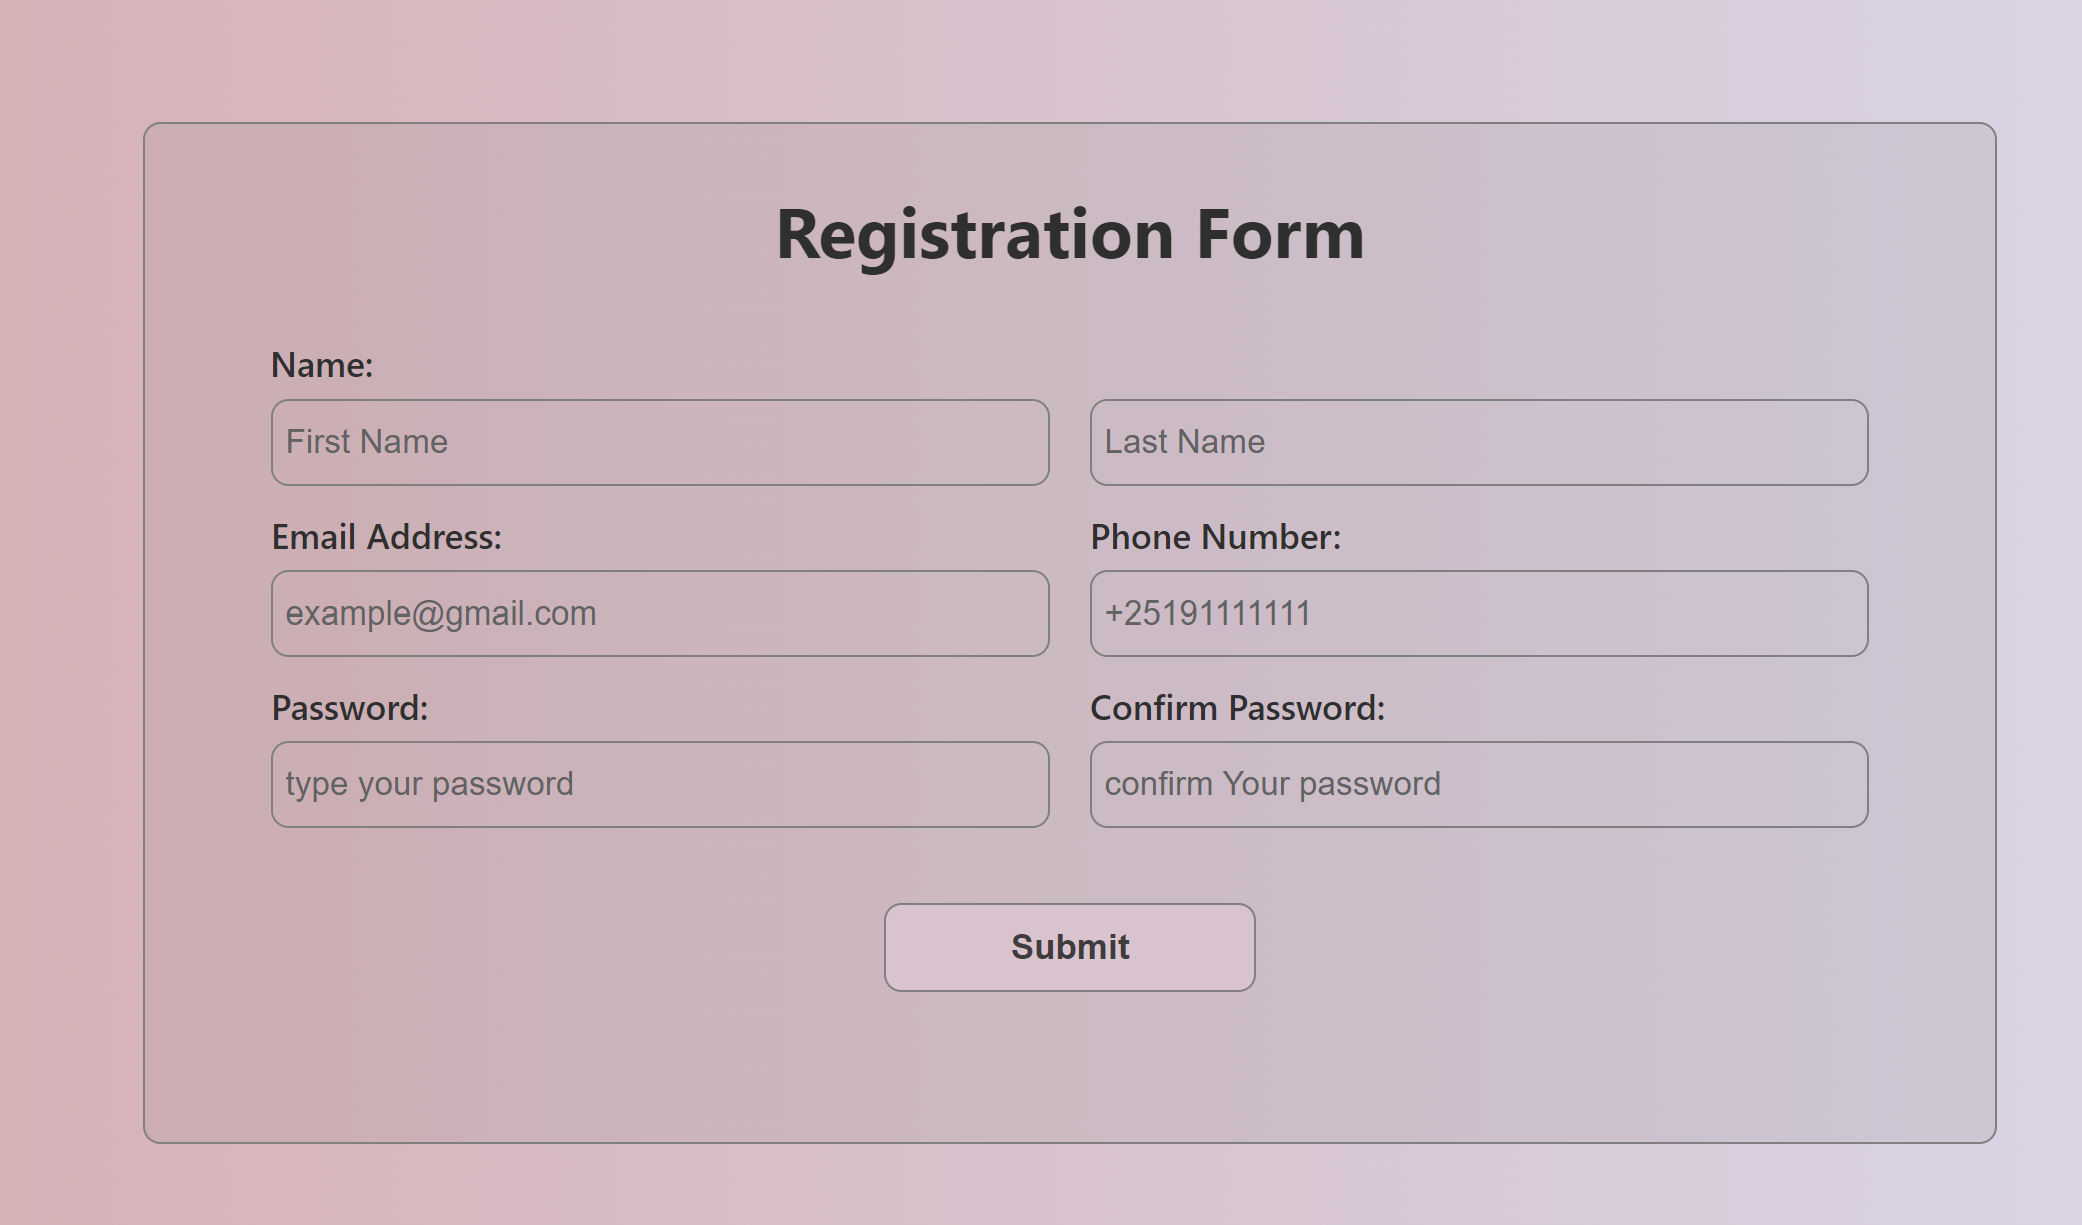 Registration Form
Name:
First Name
Last Name
Email Address:
Phone Number:
example@gmail.com
+25191111111
Password:
Confirm Password:
type your password
confirm Your password
Submit